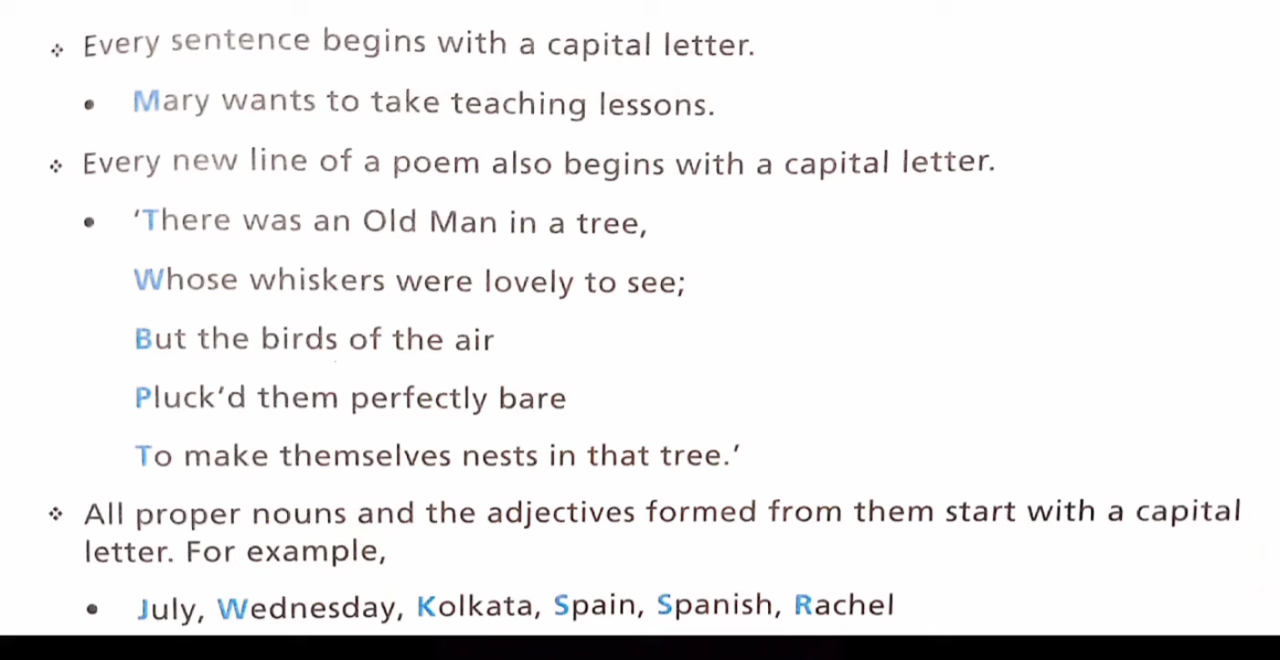 ❖ Every sentence begins with a capital letter.
• Mary wants to take teaching lessons.
❖ Every new line of a poem also begins with a capital letter.
• ‘There was an Old Man in a tree,
Whose whiskers were lovely to see;
But the birds of the air
Pluck’d them perfectly bare
To make themselves nests in that tree.’
❖ All proper nouns and the adjectives formed from them start with a capital
letter. For example,
• July, Wednesday, Kolkata, Spain, Spanish, Rachel